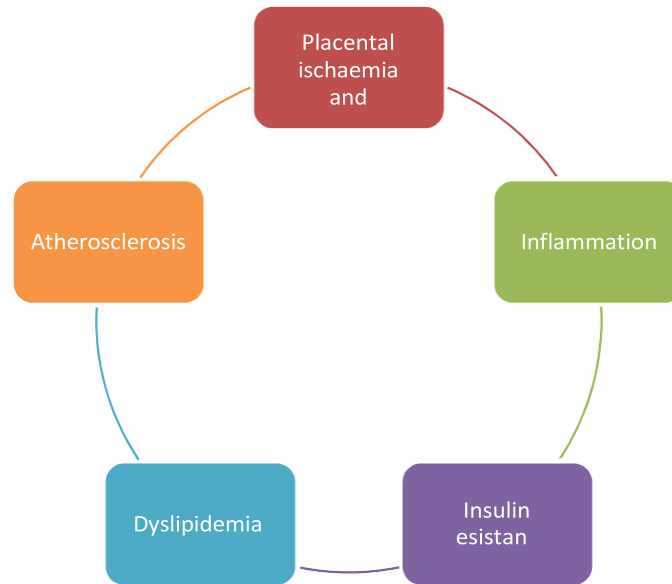 Placental
ischaemia
and
Inflammation
Insulin
esistan
Dyslipidemia
Atherosclerosis